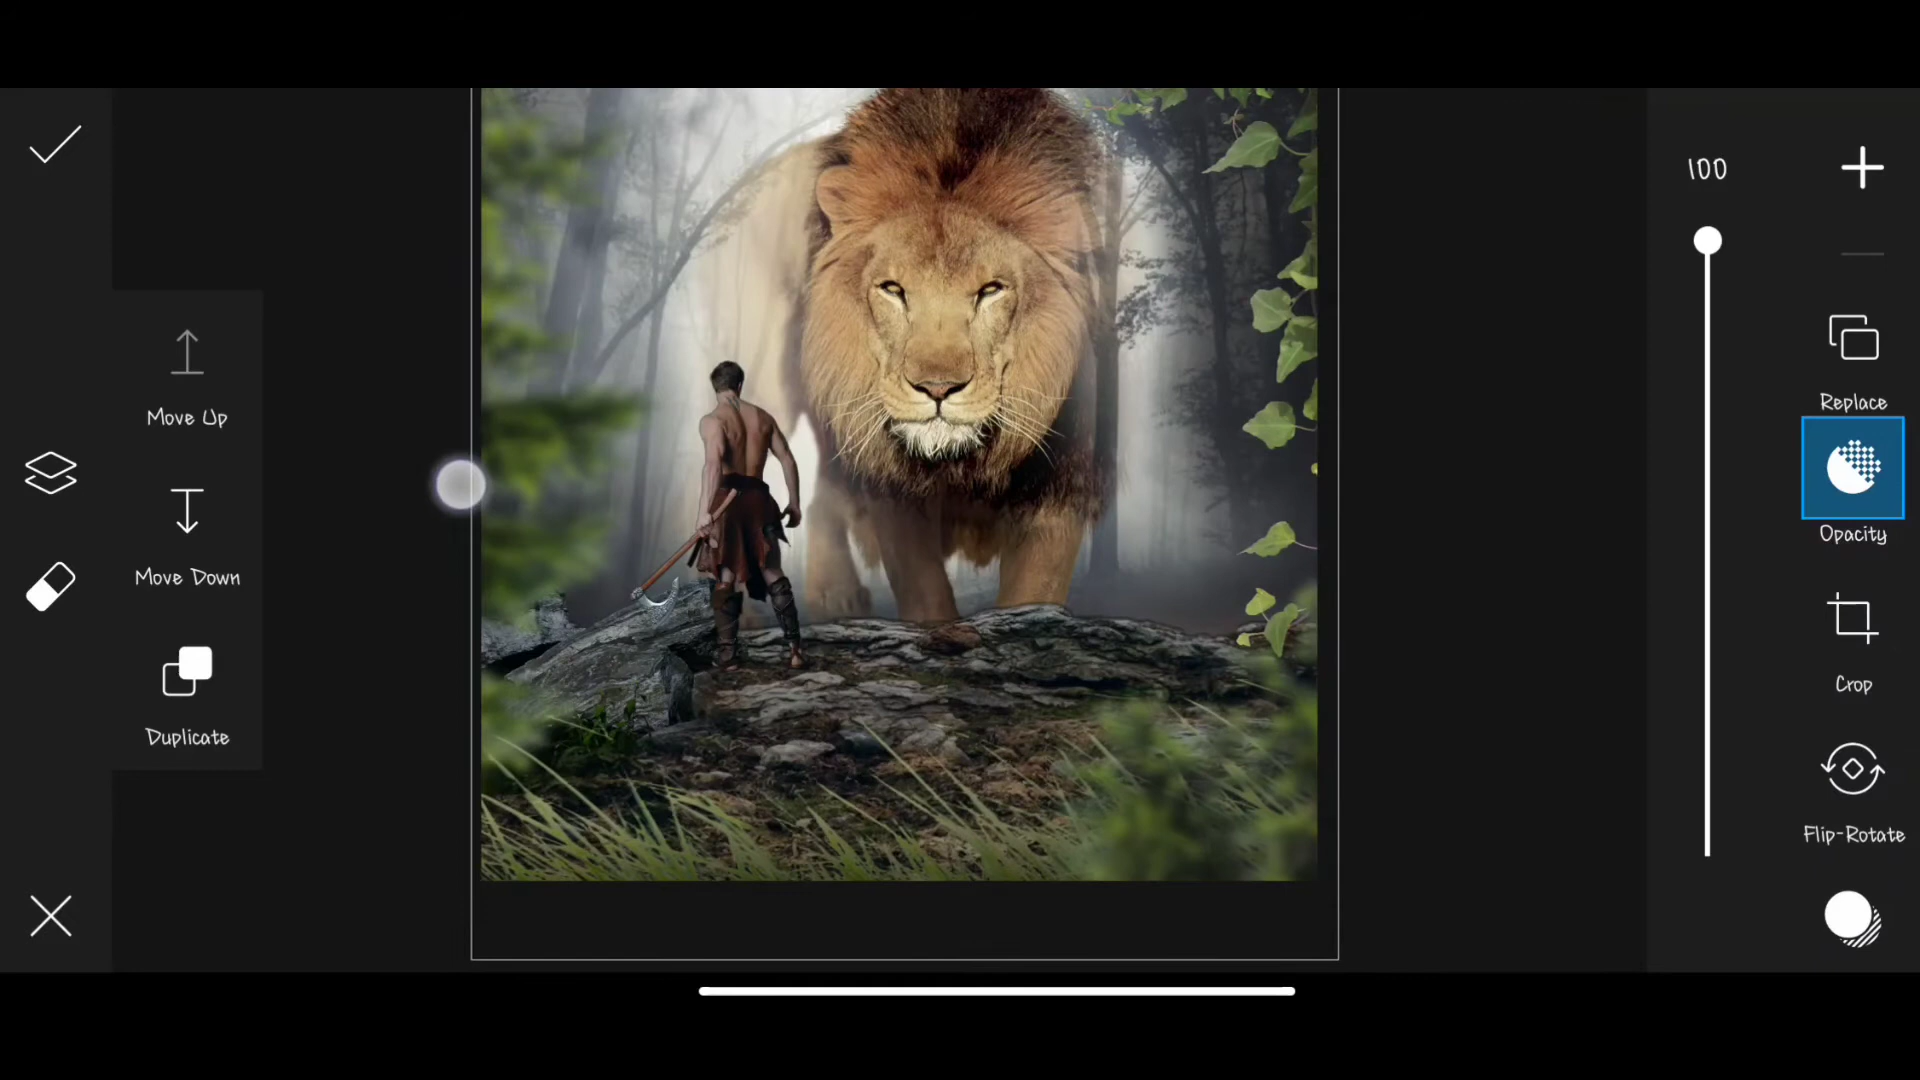 Move Up
Move Down
Duplicate
100
Replace
Opacity
Crop
Flip-Rotate